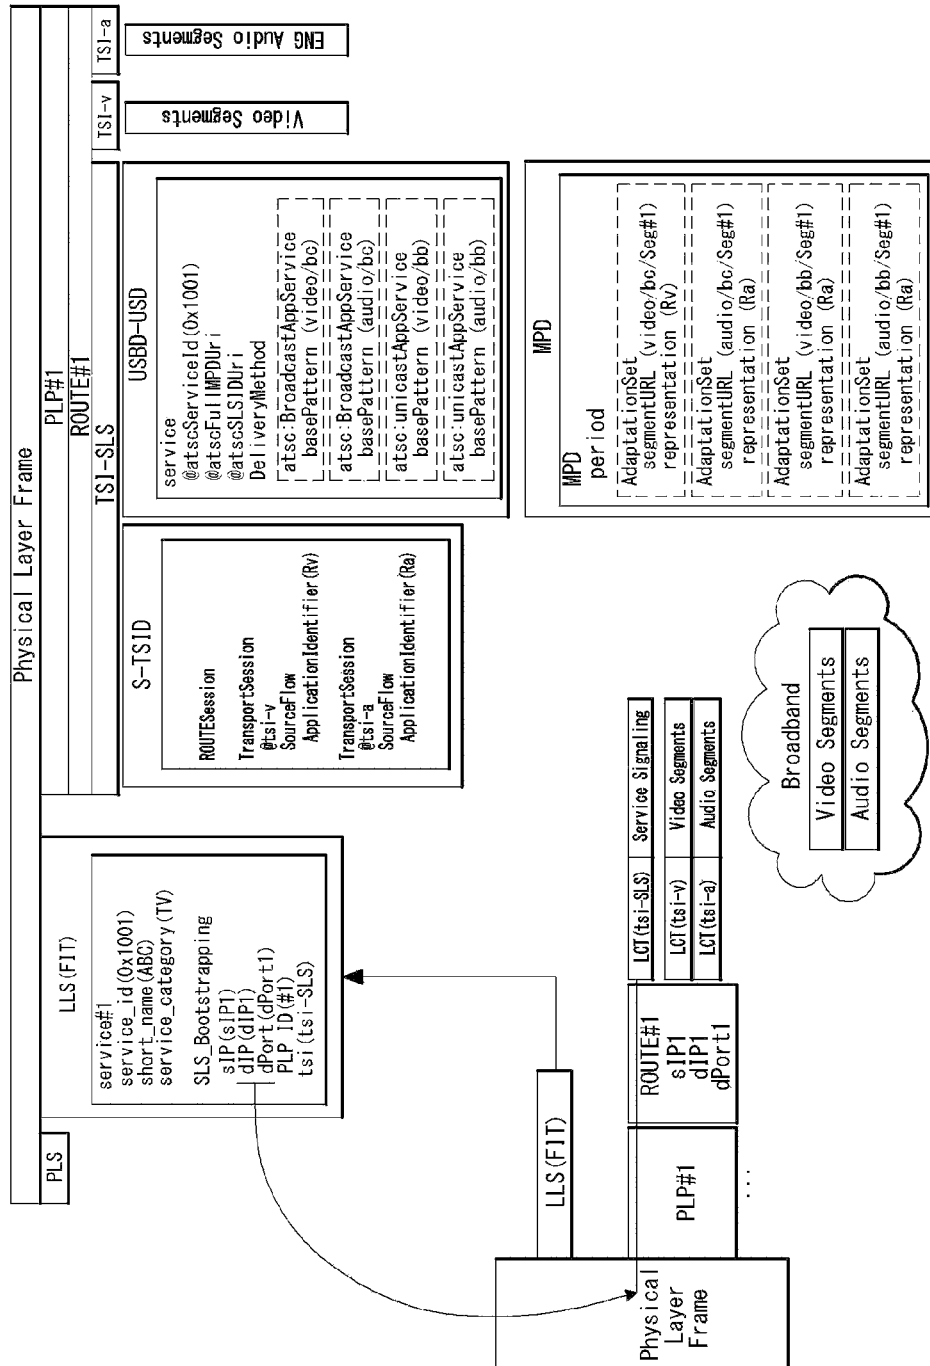 Physical Layer Frame
PLS
PLP#1
ROUTE#1
TSI-SLS
TSI-v
TSI-a
LLS(FIT)
service#1
service_id(0x1001)
short_name(ABC)
service_category(TV)
SLS_Bootstrapping
sIP(sIP1)
dIP(dIP1)
dPort(dPort1)
PLP ID(#1)
tsi(tsi-SLS)
S-TSID
ROUTESession
TransportSession
@tsi-v
SourceFlow
ApplicationIdentifier(Rv)
TransportSession
@tsi-a
SourceFlow
ApplicationIdentifier(Ra)
USBD-USD
service
@atscServiceId(0x1001)
@atscFullMPDUri
@atscSLSIDUri
DeliveryMethod
atsc:BroadcastAppService
basePattern (video/bc)
atsc:BroadcastAppService
basePattern (audio/bc)
atsc:unicastAppService
basePattern (video/bb)
atsc:unicastAppService
basePattern (audio/bb)
Video Segments
ENG Audio Segments
MPD
MPD
period
AdaptationSet
segmentURL (video/bc/Seg#1)
representation (Rv)
AdaptationSet
segmentURL (audio/bc/Seg#1)
representation (Ra)
AdaptationSet
segmentURL (video/bb/Seg#1)
representation (Ra)
AdaptationSet
segmentURL (audio/bb/Seg#1)
representation (Ra)
Physical
Layer
Frame
LLS(FIT)
PLP#1
...
ROUTE#1
sIP1
dIP1
dPort1
LCT(tsi-SLS)
Service Signaling
LCT(tsi-v)
Video Segments
LCT(tsi-a)
Audio Segments
Broadband
Video Segments
Audio Segments